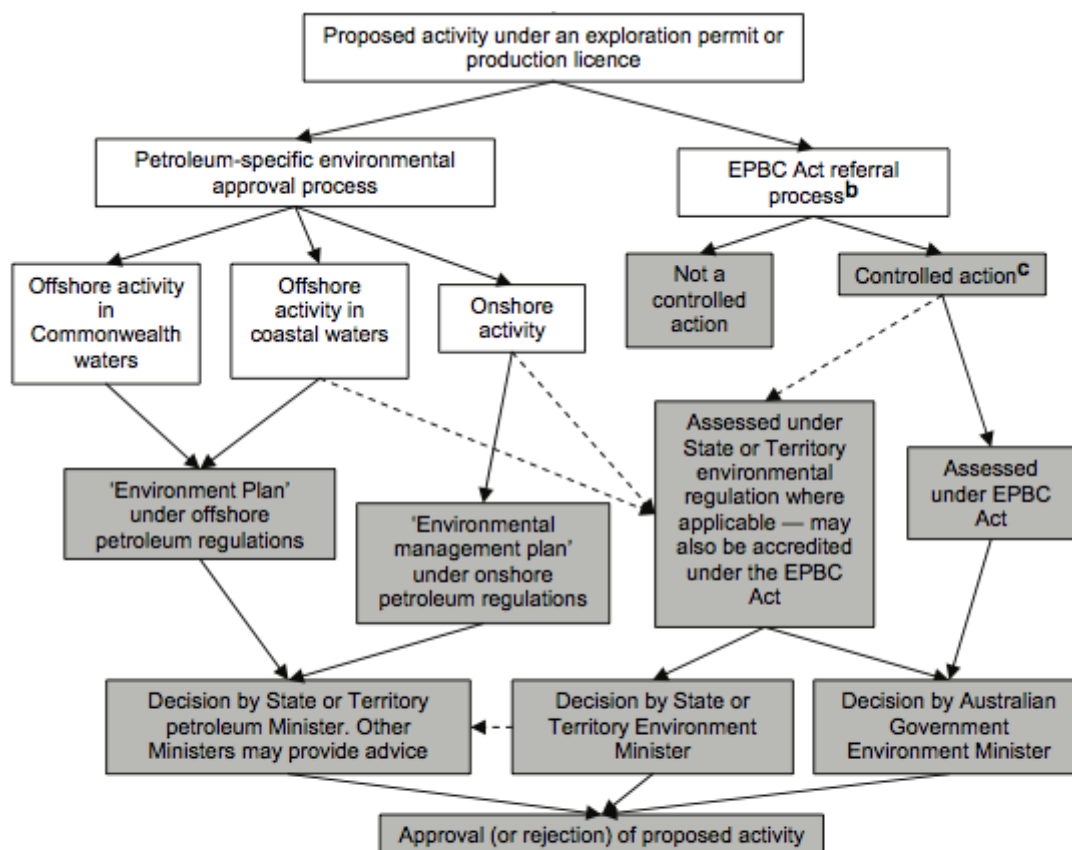 Proposed activity under an exploration permit or
production licence
Petroleum-specific environmental
approval process
EPBC Act referral
process^b
Offshore activity
in
Commonwealth
waters
Offshore
activity in
coastal waters
Onshore
activity
Not a
controlled
action
Controlled action^c
'Environment Plan'
under offshore
petroleum regulations
'Environmental
management plan'
under onshore
petroleum regulations
Assessed under
State or Territory
environmental
regulation where
applicable — may
also be accredited
under the EPBC
Act
Assessed
under EPBC
Act
Decision by State or Territory
petroleum Minister. Other
Ministers may provide advice
Decision by State or
Territory Environment
Minister
Decision by Australian
Government
Environment Minister
Approval (or rejection) of proposed activity